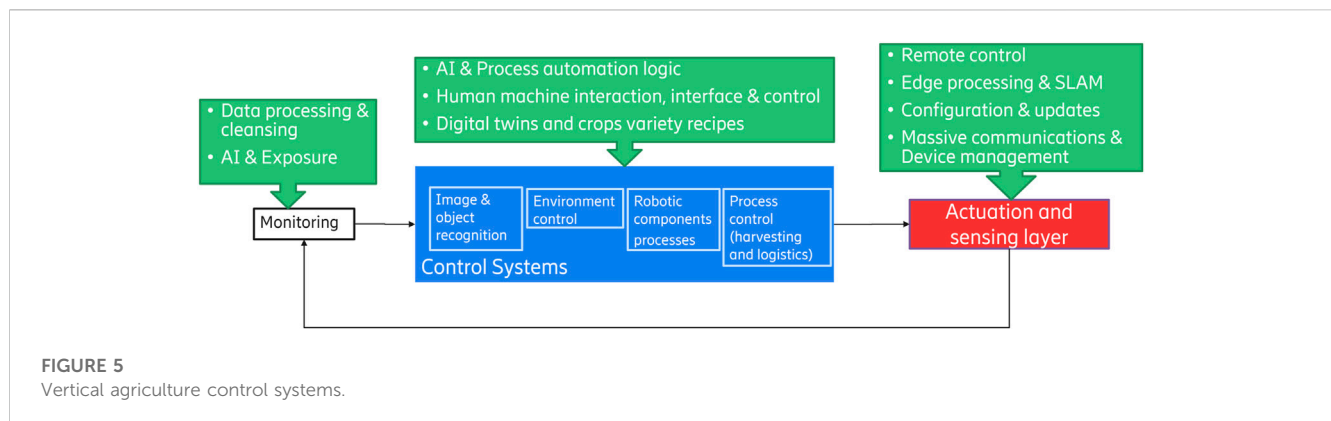 • Data processing &
cleansing
• AI & Exposure
• AI & Process automation logic
• Human machine interaction, interface & control
• Digital twins and crops variety recipes
• Remote control
• Edge processing & SLAM
• Configuration & updates
• Massive communications &
Device management
Monitoring
Image &
object
recognition
Environment
control
Robotic
components
processes
Process
control
(harvesting
and logistics)
Control Systems
Actuation and
sensing layer
FIGURE 5
Vertical agriculture control systems.